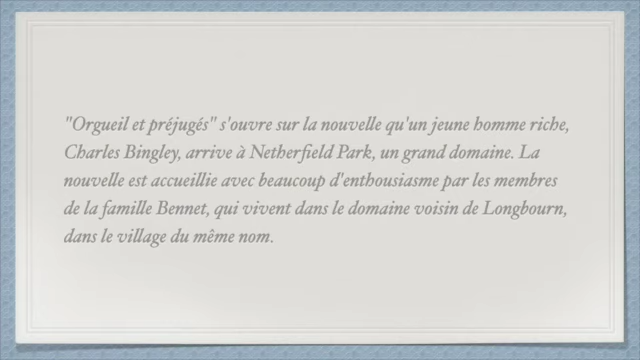 "Orgueil et préjugés" s'ouvre sur la nouvelle qu'un jeune homme riche,
Charles Bingley, arrive à Netherfield Park, un grand domaine. La
nouvelle est accueillie avec beaucoup d'enthousiasme par les membres
de la famille Bennet, qui vivent dans le domaine voisin de Longbourn,
dans le village du même nom.